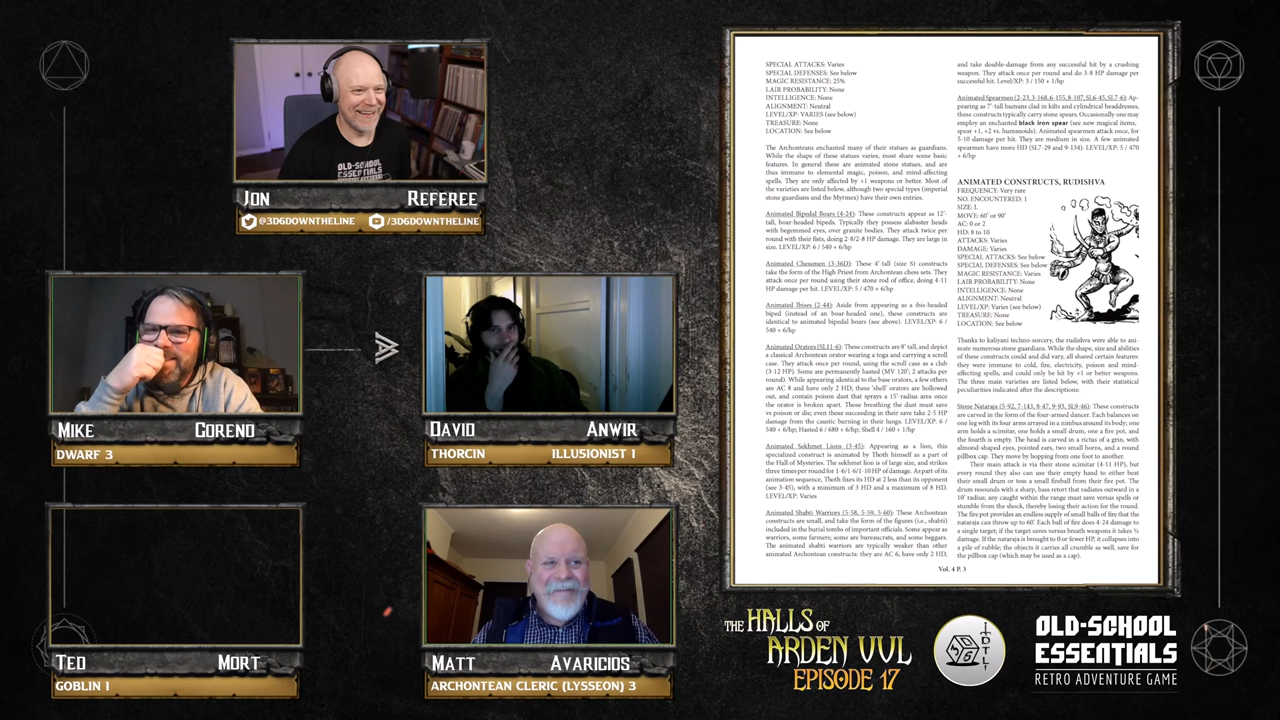 OLD-SCHOOL
ESSENTIALS
JON REFEREE
@3D6DOWNTHELINE /3D6DOWNTHELINE
MIKE GORENO
DWARF 3
DAVID ANWIR
THORCIN ILLUSIONIST 1
TED MORT
GOBLIN 1
MATT AVARICIOS
ARCHONTEAN CLERIC (LYSSEON) 3
SPECIAL ATTACKS: Varies
SPECIAL DEFENSES: See below
MAGIC RESISTANCE: 25%
LAIR PROBABILITY: None
INTELLIGENCE: None
ALIGNMENT: Neutral
LEVEL/XP: VARIES (see below)
TREASURE: None
LOCATION: See below
The Archonteans enchanted many of their statues as guardians.
While the shape of these statues varies, most share some basic
features. In general these are animated stone statues, and are
thus immune to elemental magic, poison, and mind-affecting
spells. They are only affected by +1 weapons or better. Most of
the varieties are listed below, although two special types (imperial
statues and the Myrmex) have their own entries.
Animated Bipedal Boars (4-24): These constructs appear as 12'-
tall, boar-headed bipeds. Typically they possess alabaster heads
with begemmed eyes, over granite bodies. They attack twice per
round with their fists, doing 2-8/2-8 HP damage. They are large in
size. LEVEL/XP: 6 / 540 + 6/hp
Animated Chessmen (3-36D): These 4'-tall (size S) constructs
take the form of the High Priest from Archontean chess sets. They
attack once per round using their stone rod of office, doing 4-11
HP damage per hit. LEVEL/XP: 5 / 470 + 6/hp
Animated Ibises (2-44): Aside from appearing as a ibis-headed
biped (instead of an boar-headed one), these constructs are
identical to animated bipedal boars (see above). LEVEL/XP: 6 /
540 + 6/hp
Animated Orators (SL11-6): These constructs are 8' tall, and depict
a classical Archontean orator wearing a toga and carrying a scroll
case. They attack once per round, using the scroll case as a club
(3-12 HP). Some are permanently hasted (MV 120'; 2 attacks per
round). While appearing identical to the base orators, a few others
are AC 8 and have only 2 HD; these 'shell' orators are hollowed
out, and contain poison dust that sprays a 15'-radius area once
the orator is broken apart. Those breathing the dust must save
vs poison or die; even those succeeding in their save take 2-5 HP
damage from the caustic burning in their lungs. LEVEL/XP: 6 /
540 + 6/hp; Hasted 6 / 680 + 6/hp; Shell 4 / 160 + 4/hp
Animated Sekhmet Lions (3-45): Appearing as a lion, this
specialized construct is animated by Thoth himself as a part of
the Hall of Mysteries. The sekhmet lion is of large size, and strikes
three times per round for 1-6/1-6/1-10 HP of damage. As part of its
animation sequence, Thoth fixes its HD at 2 less than its opponent
(see 3-45), with a minimum of 3 HD and a maximum of 8 HD.
LEVEL/XP: Varies
Animated Shabti Warriors (5-58, 5-59, 5-60): These Archontean
constructs are small, and take the form of the figures (i.e., shabti)
included in the burial tombs of important officials. Some appear as
warriors, some farmers; some are bureaucrats, and some beggars.
The animated shabti warriors are typically weaker than other
animated Archontean constructs: they are AC 6, have only 2 HD,
and take double-damage from any successful hit by a crushing
weapon. They attack once per round and do 3-8 HP damage per
successful hit. Level/XP: 3 / 150 + 1/hp
Animated Spearmen (2-23, 3-168, 6-155, 8-107, SL6-45, SL7-6): Ap-
pearing as 7'-tall humans clad in kilts and cylindrical headdresses,
these constructs typically carry stone spears. Occasionally one may
employ an enchanted black iron spear (see new magical items,
spear +1, +2 vs. humanoids). Animated spearmen attack once, for
5-10 damage per hit. They are medium in size. A few animated
spearmen have more HD (SL7-29 and 9-134). LEVEL/XP: 5 / 470
+ 6/hp
ANIMATED CONSTRUCTS, RUDISHVA
FREQUENCY: Very rare
NO. ENCOUNTERED: 1
SIZE: L
MOVE: 60' or 90'
AC: 0 or 2
HD: 8 to 10
ATTACKS: Varies
DAMAGE: Varies
SPECIAL ATTACKS: See below
SPECIAL DEFENSES: See below
MAGIC RESISTANCE: Varies
LAIR PROBABILITY: None
INTELLIGENCE: None
ALIGNMENT: Neutral
LEVEL/XP: Varies (see below)
TREASURE: None
LOCATION: See below
Thanks to kaliyani techno-sorcery, the rudishva were able to ani-
mate numerous stone guardians. While the shape, size and abilities
of these constructs could and did vary, all shared certain features:
they were immune to cold, fire, electricity, poison and mind-
affecting spells, and could only be hit by +1 or better weapons.
The three main varieties are listed below, with their statistical
peculiarities indicated after the descriptions:
Stone Nataraja (5-92, 7-143, 8-47, 9-93, SL9-46): These constructs
are carved in the form of the four-armed dancer. Each balances on
one leg with its four arms arrayed in a nimbus around its body; one
arm holds a scimitar, one holds a small drum, one a fire pot, and
the fourth is empty. The head is carved in a rictus of a grin, with
almond-shaped eyes, pointed ears, two small horns, and a round
pillbox cap. They move by hopping from one foot to another.
Their main attack is via their stone scimitar (4-11 HP), but
every round they also can use their empty hand to either beat
their small drum or toss a small fireball from their fire pot. The
drum resounds with a sharp, bass retort that radiates outward in a
10' radius; any caught within the range must save versus spells or
stumble from the shock, thereby losing their action for the round.
The fire pot provides an endless supply of small balls of fire that the
nataraja can throw up to 60'. Each ball of fire does 4-24 damage to
a single target; if the target saves versus breath weapons it takes ½
damage. If the nataraja is brought to 0 or fewer HP, it collapses into
a pile of rubble; the objects it carries all crumble as well, save for
the pillbox cap (which may be used as a cap).
Vol. 4 P. 3
THE HALLS OF
ARDEN VUL
EPISODE 17
3DTL
OLD-SCHOOL
ESSENTIALS
RETRO ADVENTURE GAME